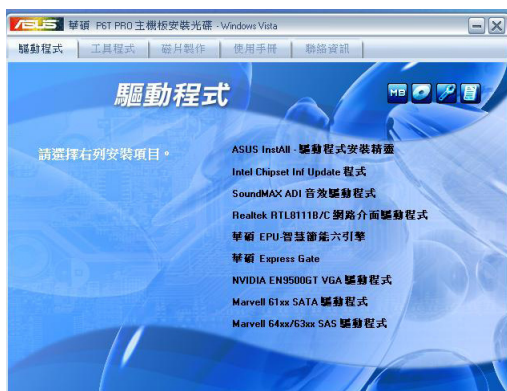 ASUS 華碩 P6T PRO 主機板安裝光碟 - Windows Vista
驅動程式 工具程式 磁片製作 使用手冊 聯絡資訊
驅動程式
MB
請選擇右列安裝項目。
ASUS InstAll - 驅動程式安裝精靈
Intel Chipset Inf Update 程式
SoundMAX ADI 音效驅動程式
Realtek RTL8111B/C 網路介面驅動程式
華碩 EPU-智慧節能六引擎
華碩 Express Gate
NVIDIA EN9500GT VGA 驅動程式
Marvell 61xx SATA 驅動程式
Marvell 64xx/63xx SAS 驅動程式